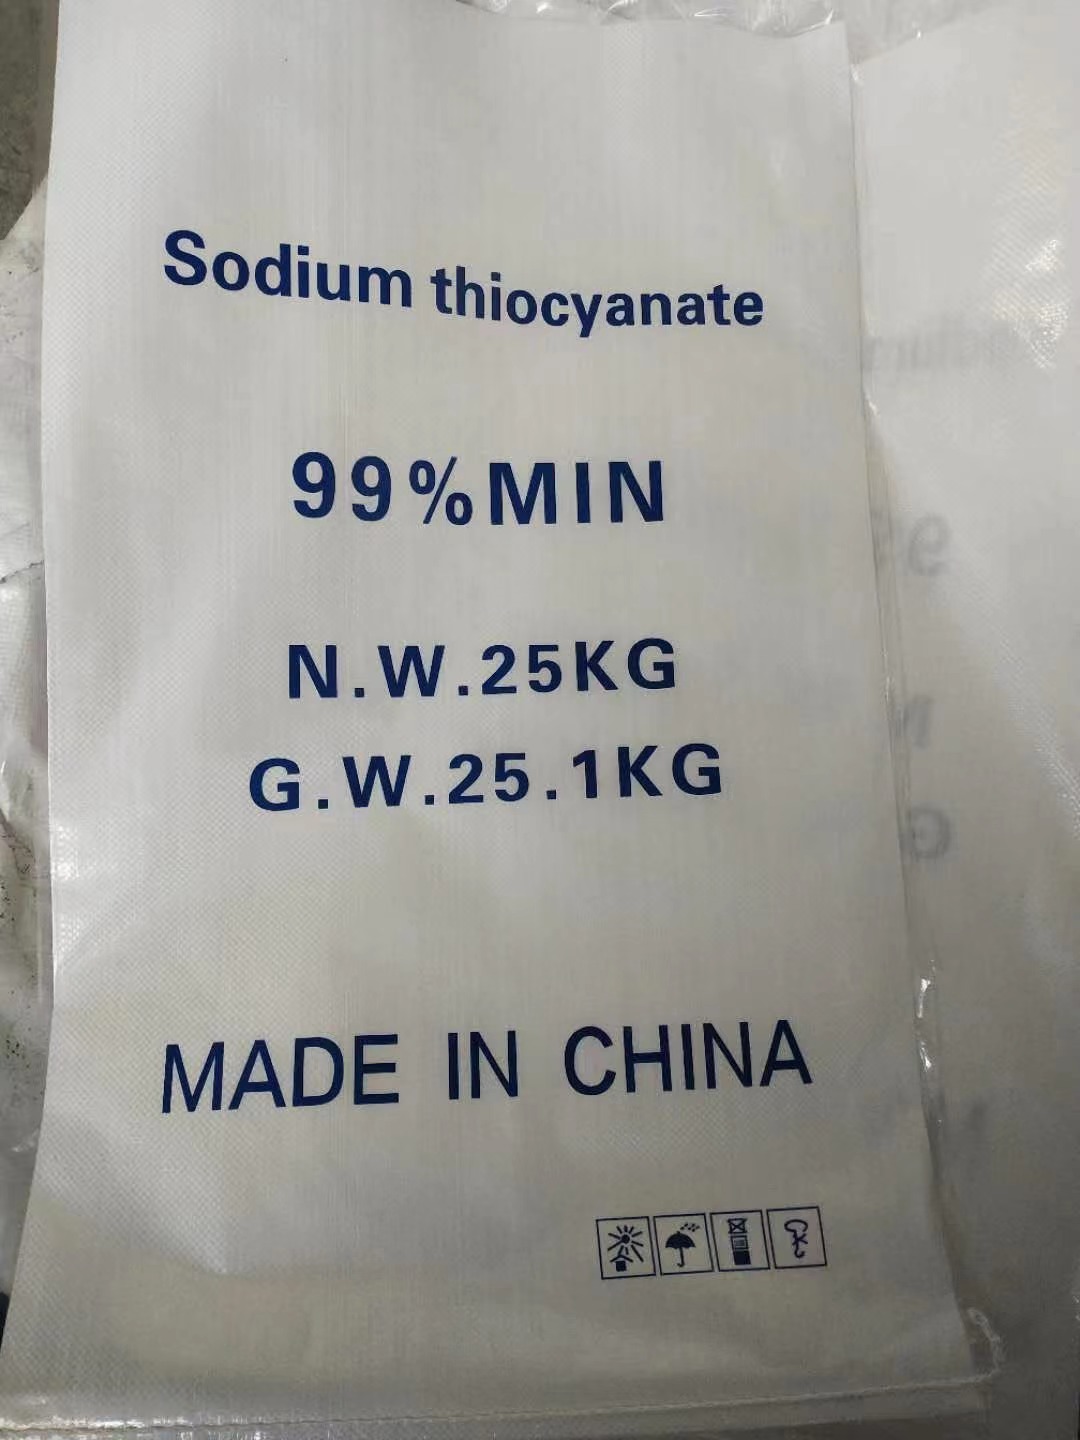 Sodium thiocyanate
99%MIN
N.W.25KG
G.W.25.1KG
MADE IN CHINA